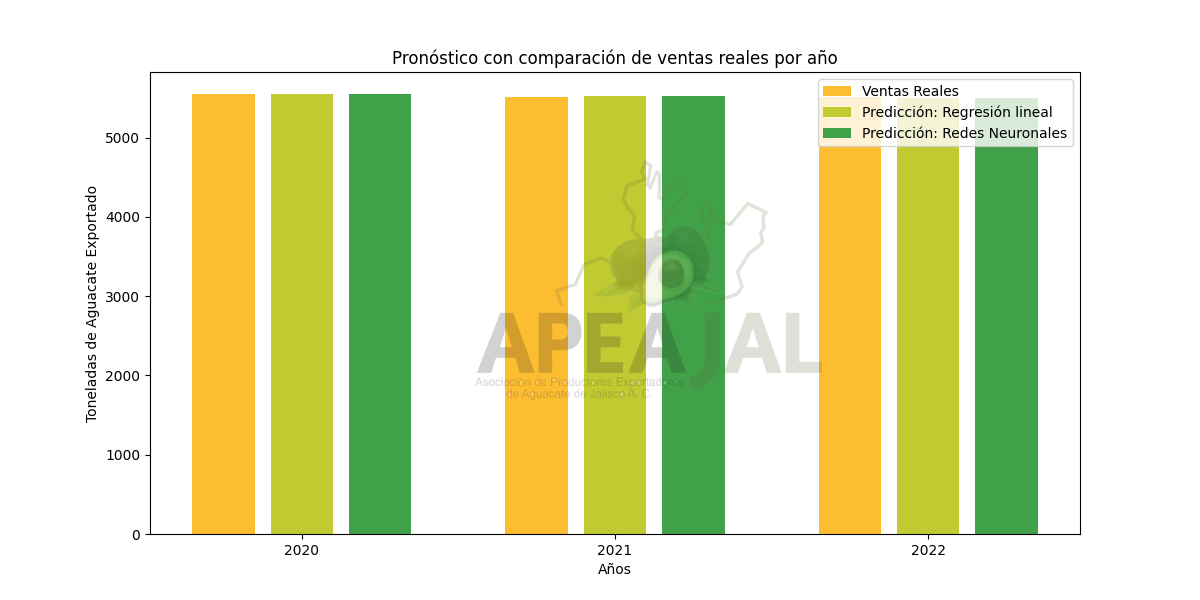 Pronóstico con comparación de ventas reales por año
Ventas Reales
Predicción: Regresión lineal
Predicción: Redes Neuronales
Toneladas de Aguacate Exportado
5000
4000
3000
2000
1000
0
APEAJAL
Asociación de Productores Exportadores
de Aguacate de Jalisco A. C.
2020
2021
2022
Años